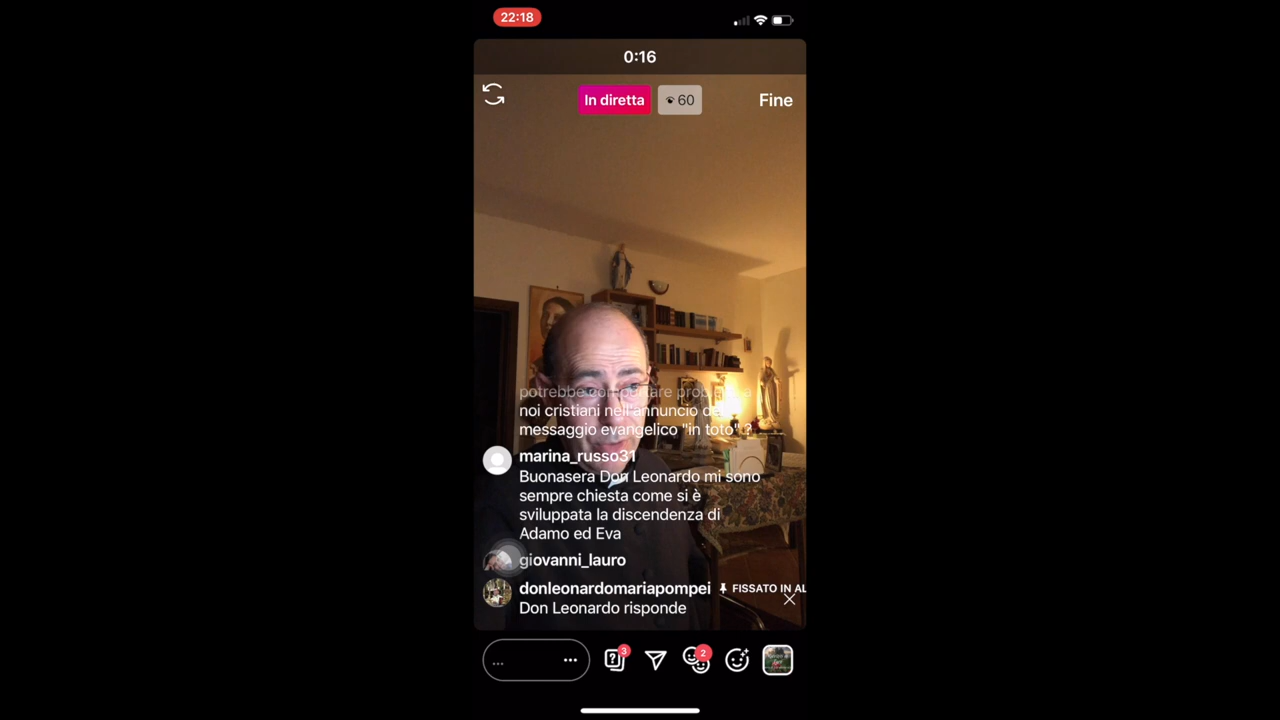 22:18
0:16
In diretta
60
Fine
noi cristiani nell'annuncio del
messaggio evangelico "in toto" ?
marina_russo31
Buonasera Don Leonardo mi sono
sempre chiesta come si è
sviluppata la discendenza di
Adamo ed Eva
giovanni_lauro
donleonardomariapompei FISSATO IN AL
Don Leonardo risponde
...
3
2